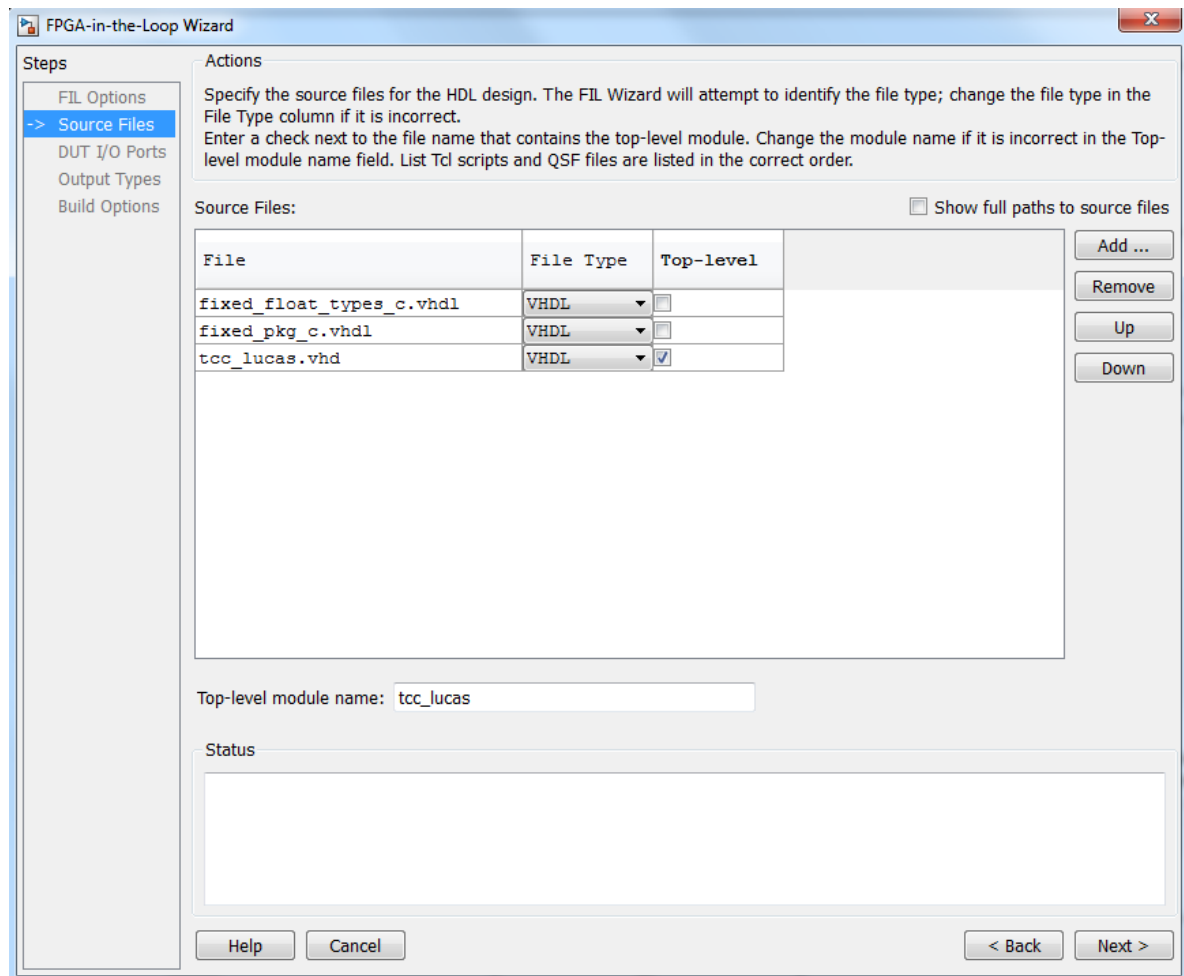 FPGA-in-the-Loop Wizard
Steps
FIL Options
-> Source Files
DUT I/O Ports
Output Types
Build Options
Actions
Specify the source files for the HDL design. The FIL Wizard will attempt to identify the file type; change the file type in the
File Type column if it is incorrect.
Enter a check next to the file name that contains the top-level module. Change the module name if it is incorrect in the Top-
level module name field. List Tcl scripts and QSF files are listed in the correct order.
Source Files:
Show full paths to source files
File File Type Top-level
fixed_float_types_c.vhdl VHDL
fixed_pkg_c.vhdl VHDL
tcc_lucas.vhd VHDL
Add ...
Remove
Up
Down
Top-level module name: tcc_lucas
Status
Help Cancel < Back Next >